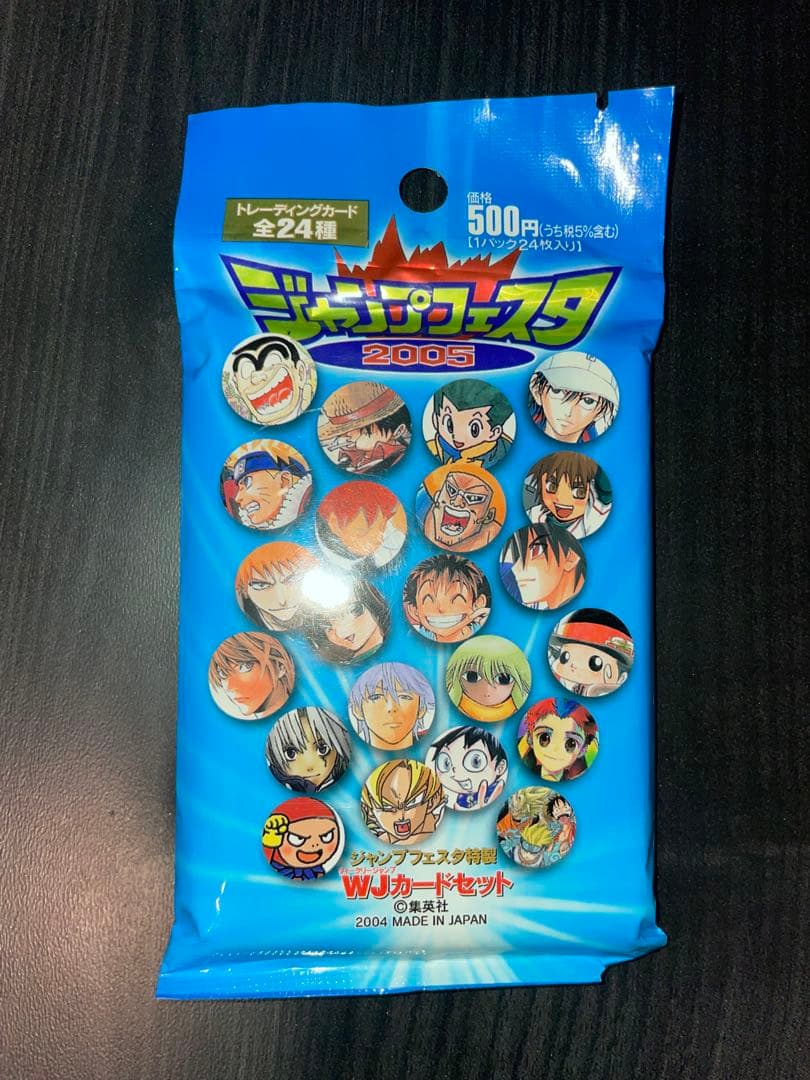 トレーディングカード
全24種
価格
500円(うち税5%含む)
【1パック24枚入り】
ジャンプフェスタ
2005
ジャンプフェスタ特製
ウィークリージャンプ
WJカードセット
©集英社
2004 MADE IN JAPAN